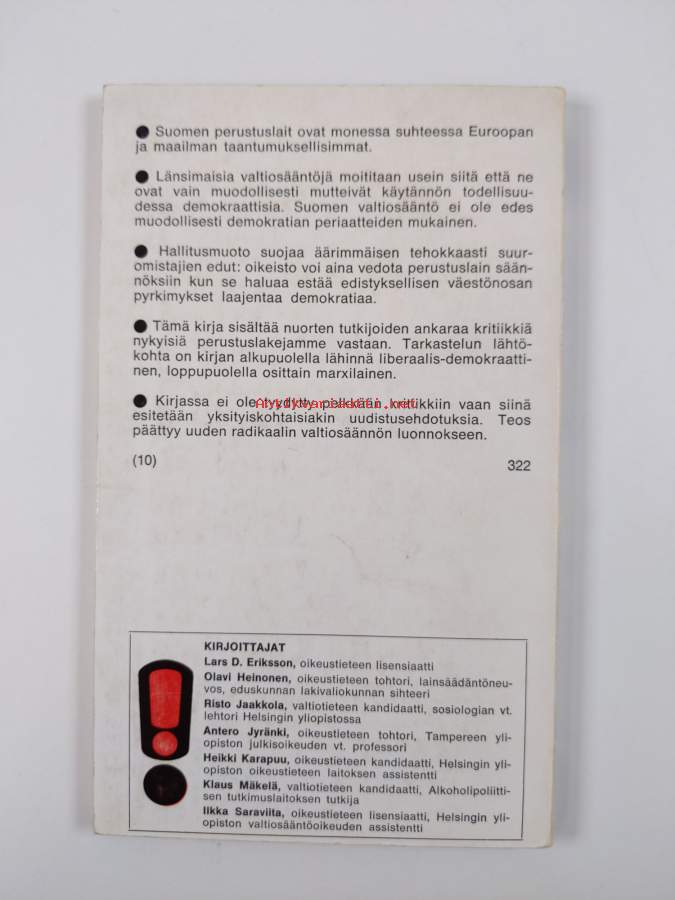 ● Suomen perustuslait ovat monessa suhteessa Euroopan
ja maailman taantumuksellisimmat.
● Länsimaisia valtiosääntöjä moititaan usein siitä että ne
ovat vain muodollisesti mutteivät käytännön todellisuu-
dessa demokraattisia. Suomen valtiosääntö ei ole edes
muodollisesti demokratian periaatteiden mukainen.
● Hallitusmuoto suojaa äärimmäisen tehokkaasti suur-
omistajien edut: oikeisto voi aina vedota perustuslain sään-
nöksiin kun se haluaa estää edistyksellisen väestönosan
pyrkimykset laajentaa demokratiaa.
● Tämä kirja sisältää nuorten tutkijoiden ankaraa kritiikkiä
nykyisiä perustuslakejamme vastaan. Tarkastelun lähtö-
kohta on kirjan alkupuolella lähinnä liberaalis-demokraatti-
nen, loppupuolella osittain marxilainen.
● Kirjassa ei ole tyydytty pelkkään kritiikkiin vaan siinä
esitetään yksityiskohtaisiakin uudistusehdotuksia. Teos
päättyy uuden radikaalin valtiosäännön luonnokseen.
(10) 322
KIRJOITTAJAT
Lars D. Eriksson, oikeustieteen lisensiaatti
Olavi Heinonen, oikeustieteen tohtori, lainsäädäntöneu-
vos, eduskunnan lakivaliokunnan sihteeri
Risto Jaakkola, valtiotieteen kandidaatti, sosiologian vt.
lehtori Helsingin yliopistossa
Antero Jyränki, oikeustieteen tohtori, Tampereen yli-
opiston julkisoikeuden vt. professori
Heikki Karapuu, oikeustieteen kandidaatti, Helsingin yli-
opiston oikeustieteen laitoksen assistentti
Klaus Mäkelä, valtiotieteen kandidaatti, Alkoholipoliitti-
sen tutkimuslaitoksen tutkija
Ilkka Saraviita, oikeustieteen lisensiaatti, Helsingin yli-
opiston valtiosääntöoikeuden assistentti